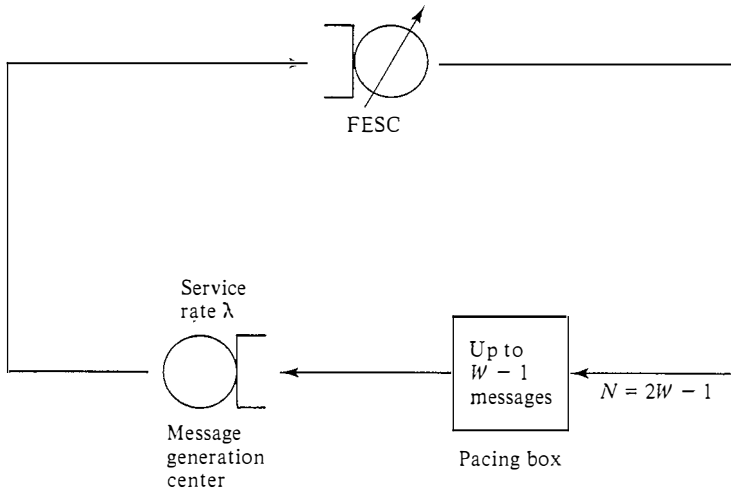 FESC
Service
rate λ
Up to
W − 1
messages
N = 2W − 1
Message
generation
center
Pacing box